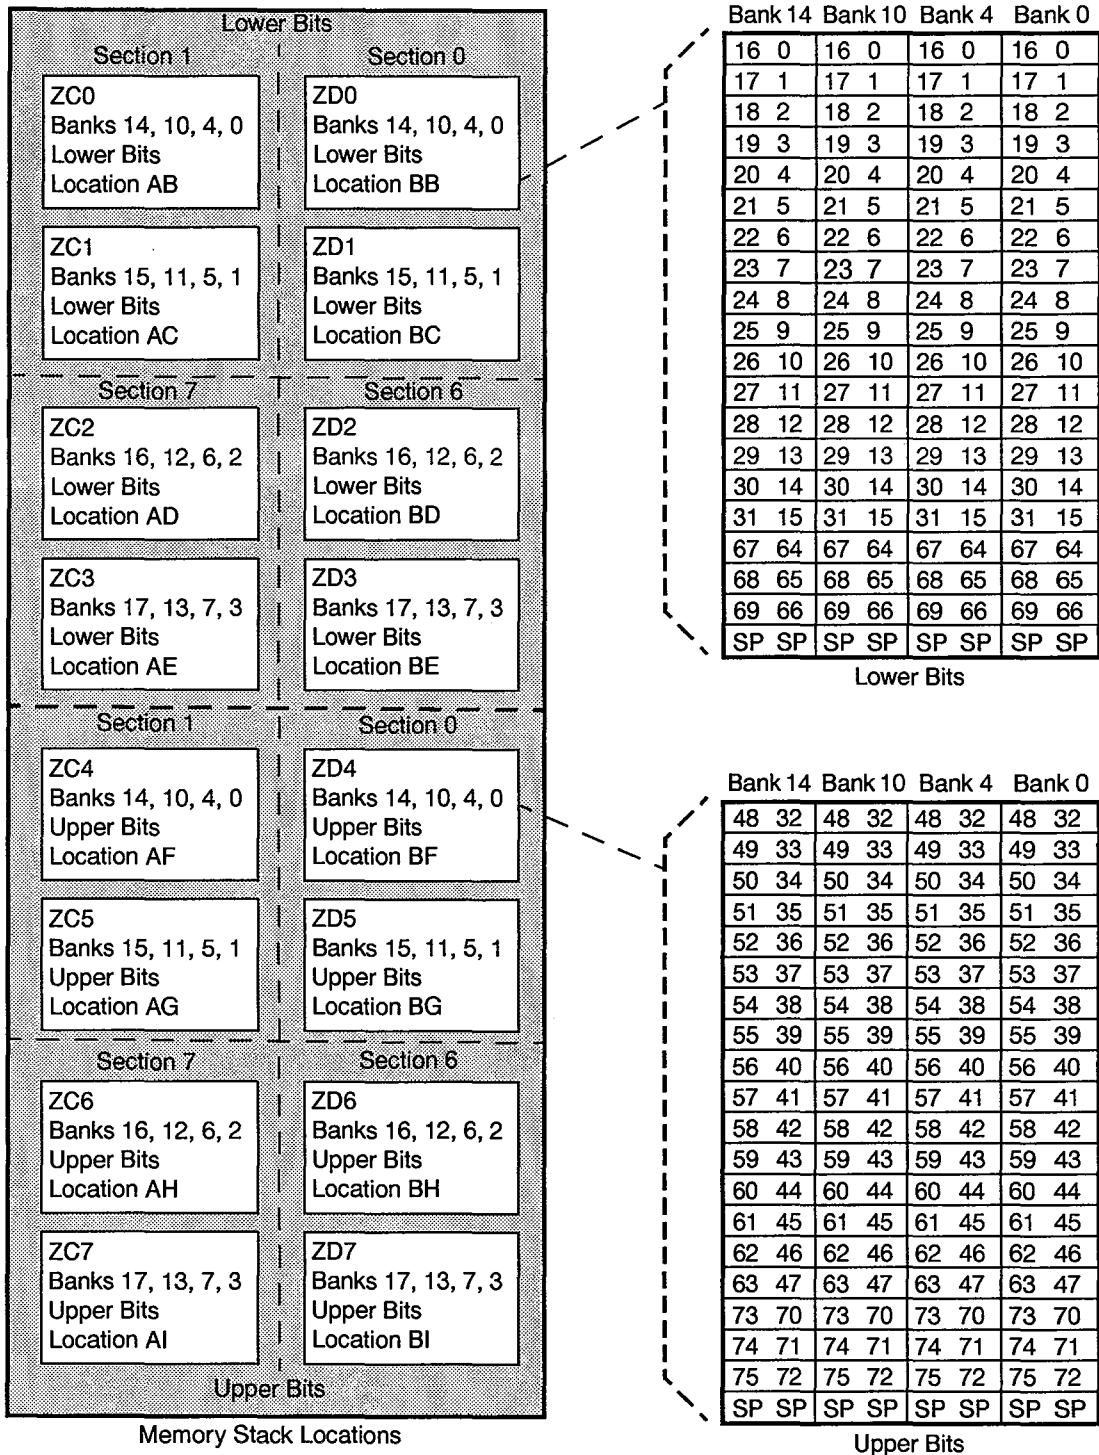 Lower Bits
Section 1
Section 0
ZC0
Banks 14, 10, 4, 0
Lower Bits
Location AB
ZD0
Banks 14, 10, 4, 0
Lower Bits
Location BB
ZC1
Banks 15, 11, 5, 1
Lower Bits
Location AC
ZD1
Banks 15, 11, 5, 1
Lower Bits
Location BC
Section 7
Section 6
ZC2
Banks 16, 12, 6, 2
Lower Bits
Location AD
ZD2
Banks 16, 12, 6, 2
Lower Bits
Location BD
ZC3
Banks 17, 13, 7, 3
Lower Bits
Location AE
ZD3
Banks 17, 13, 7, 3
Lower Bits
Location BE
Section 1
Section 0
ZC4
Banks 14, 10, 4, 0
Upper Bits
Location AF
ZD4
Banks 14, 10, 4, 0
Upper Bits
Location BF
ZC5
Banks 15, 11, 5, 1
Upper Bits
Location AG
ZD5
Banks 15, 11, 5, 1
Upper Bits
Location BG
Section 7
Section 6
ZC6
Banks 16, 12, 6, 2
Upper Bits
Location AH
ZD6
Banks 16, 12, 6, 2
Upper Bits
Location BH
ZC7
Banks 17, 13, 7, 3
Upper Bits
Location AI
ZD7
Banks 17, 13, 7, 3
Upper Bits
Location BI
Upper Bits
Memory Stack Locations
Bank 14 Bank 10 Bank 4 Bank 0
16 0 16 0 16 0 16 0
17 1 17 1 17 1 17 1
18 2 18 2 18 2 18 2
19 3 19 3 19 3 19 3
20 4 20 4 20 4 20 4
21 5 21 5 21 5 21 5
22 6 22 6 22 6 22 6
23 7 23 7 23 7 23 7
24 8 24 8 24 8 24 8
25 9 25 9 25 9 25 9
26 10 26 10 26 10 26 10
27 11 27 11 27 11 27 11
28 12 28 12 28 12 28 12
29 13 29 13 29 13 29 13
30 14 30 14 30 14 30 14
31 15 31 15 31 15 31 15
67 64 67 64 67 64 67 64
68 65 68 65 68 65 68 65
69 66 69 66 69 66 69 66
SP SP SP SP SP SP SP SP
Lower Bits
Bank 14 Bank 10 Bank 4 Bank 0
48 32 48 32 48 32 48 32
49 33 49 33 49 33 49 33
50 34 50 34 50 34 50 34
51 35 51 35 51 35 51 35
52 36 52 36 52 36 52 36
53 37 53 37 53 37 53 37
54 38 54 38 54 38 54 38
55 39 55 39 55 39 55 39
56 40 56 40 56 40 56 40
57 41 57 41 57 41 57 41
58 42 58 42 58 42 58 42
59 43 59 43 59 43 59 43
60 44 60 44 60 44 60 44
61 45 61 45 61 45 61 45
62 46 62 46 62 46 62 46
63 47 63 47 63 47 63 47
73 70 73 70 73 70 73 70
74 71 74 71 74 71 74 71
75 72 75 72 75 72 75 72
SP SP SP SP SP SP SP SP
Upper Bits